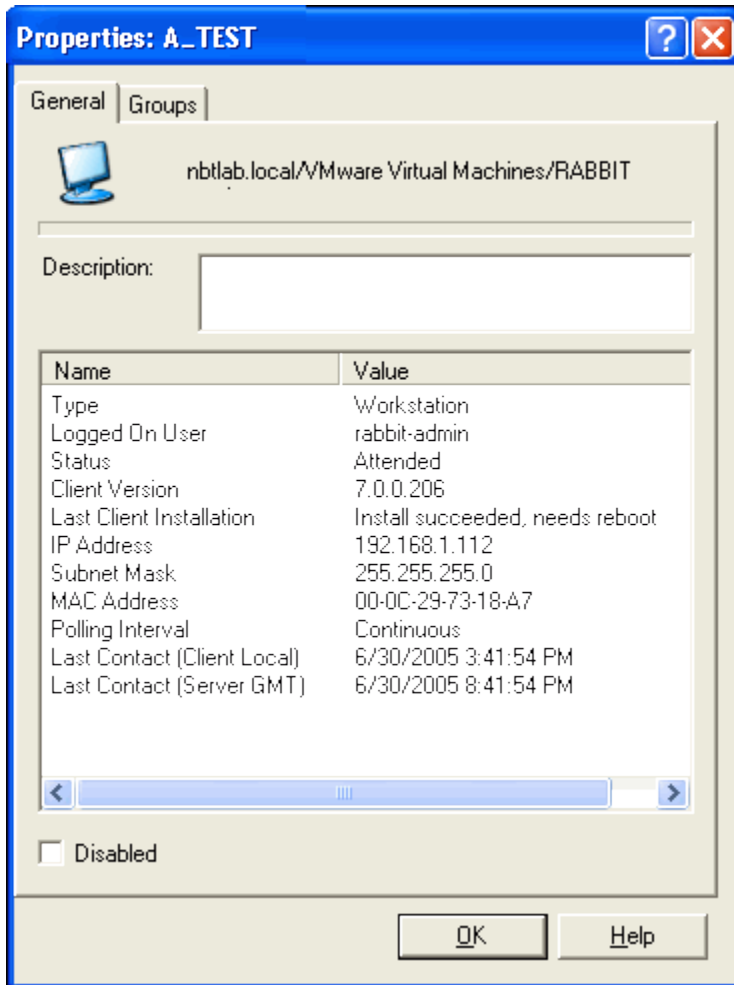 Properties: A_TEST
General Groups
nbtlab.local/VMware Virtual Machines/RABBIT
Description:
Name Value
Type Workstation
Logged On User rabbit-admin
Status Attended
Client Version 7.0.0.206
Last Client Installation Install succeeded, needs reboot
IP Address 192.168.1.112
Subnet Mask 255.255.255.0
MAC Address 00-0C-29-73-18-A7
Polling Interval Continuous
Last Contact (Client Local) 6/30/2005 3:41:54 PM
Last Contact (Server GMT) 6/30/2005 8:41:54 PM
Disabled
OK Help